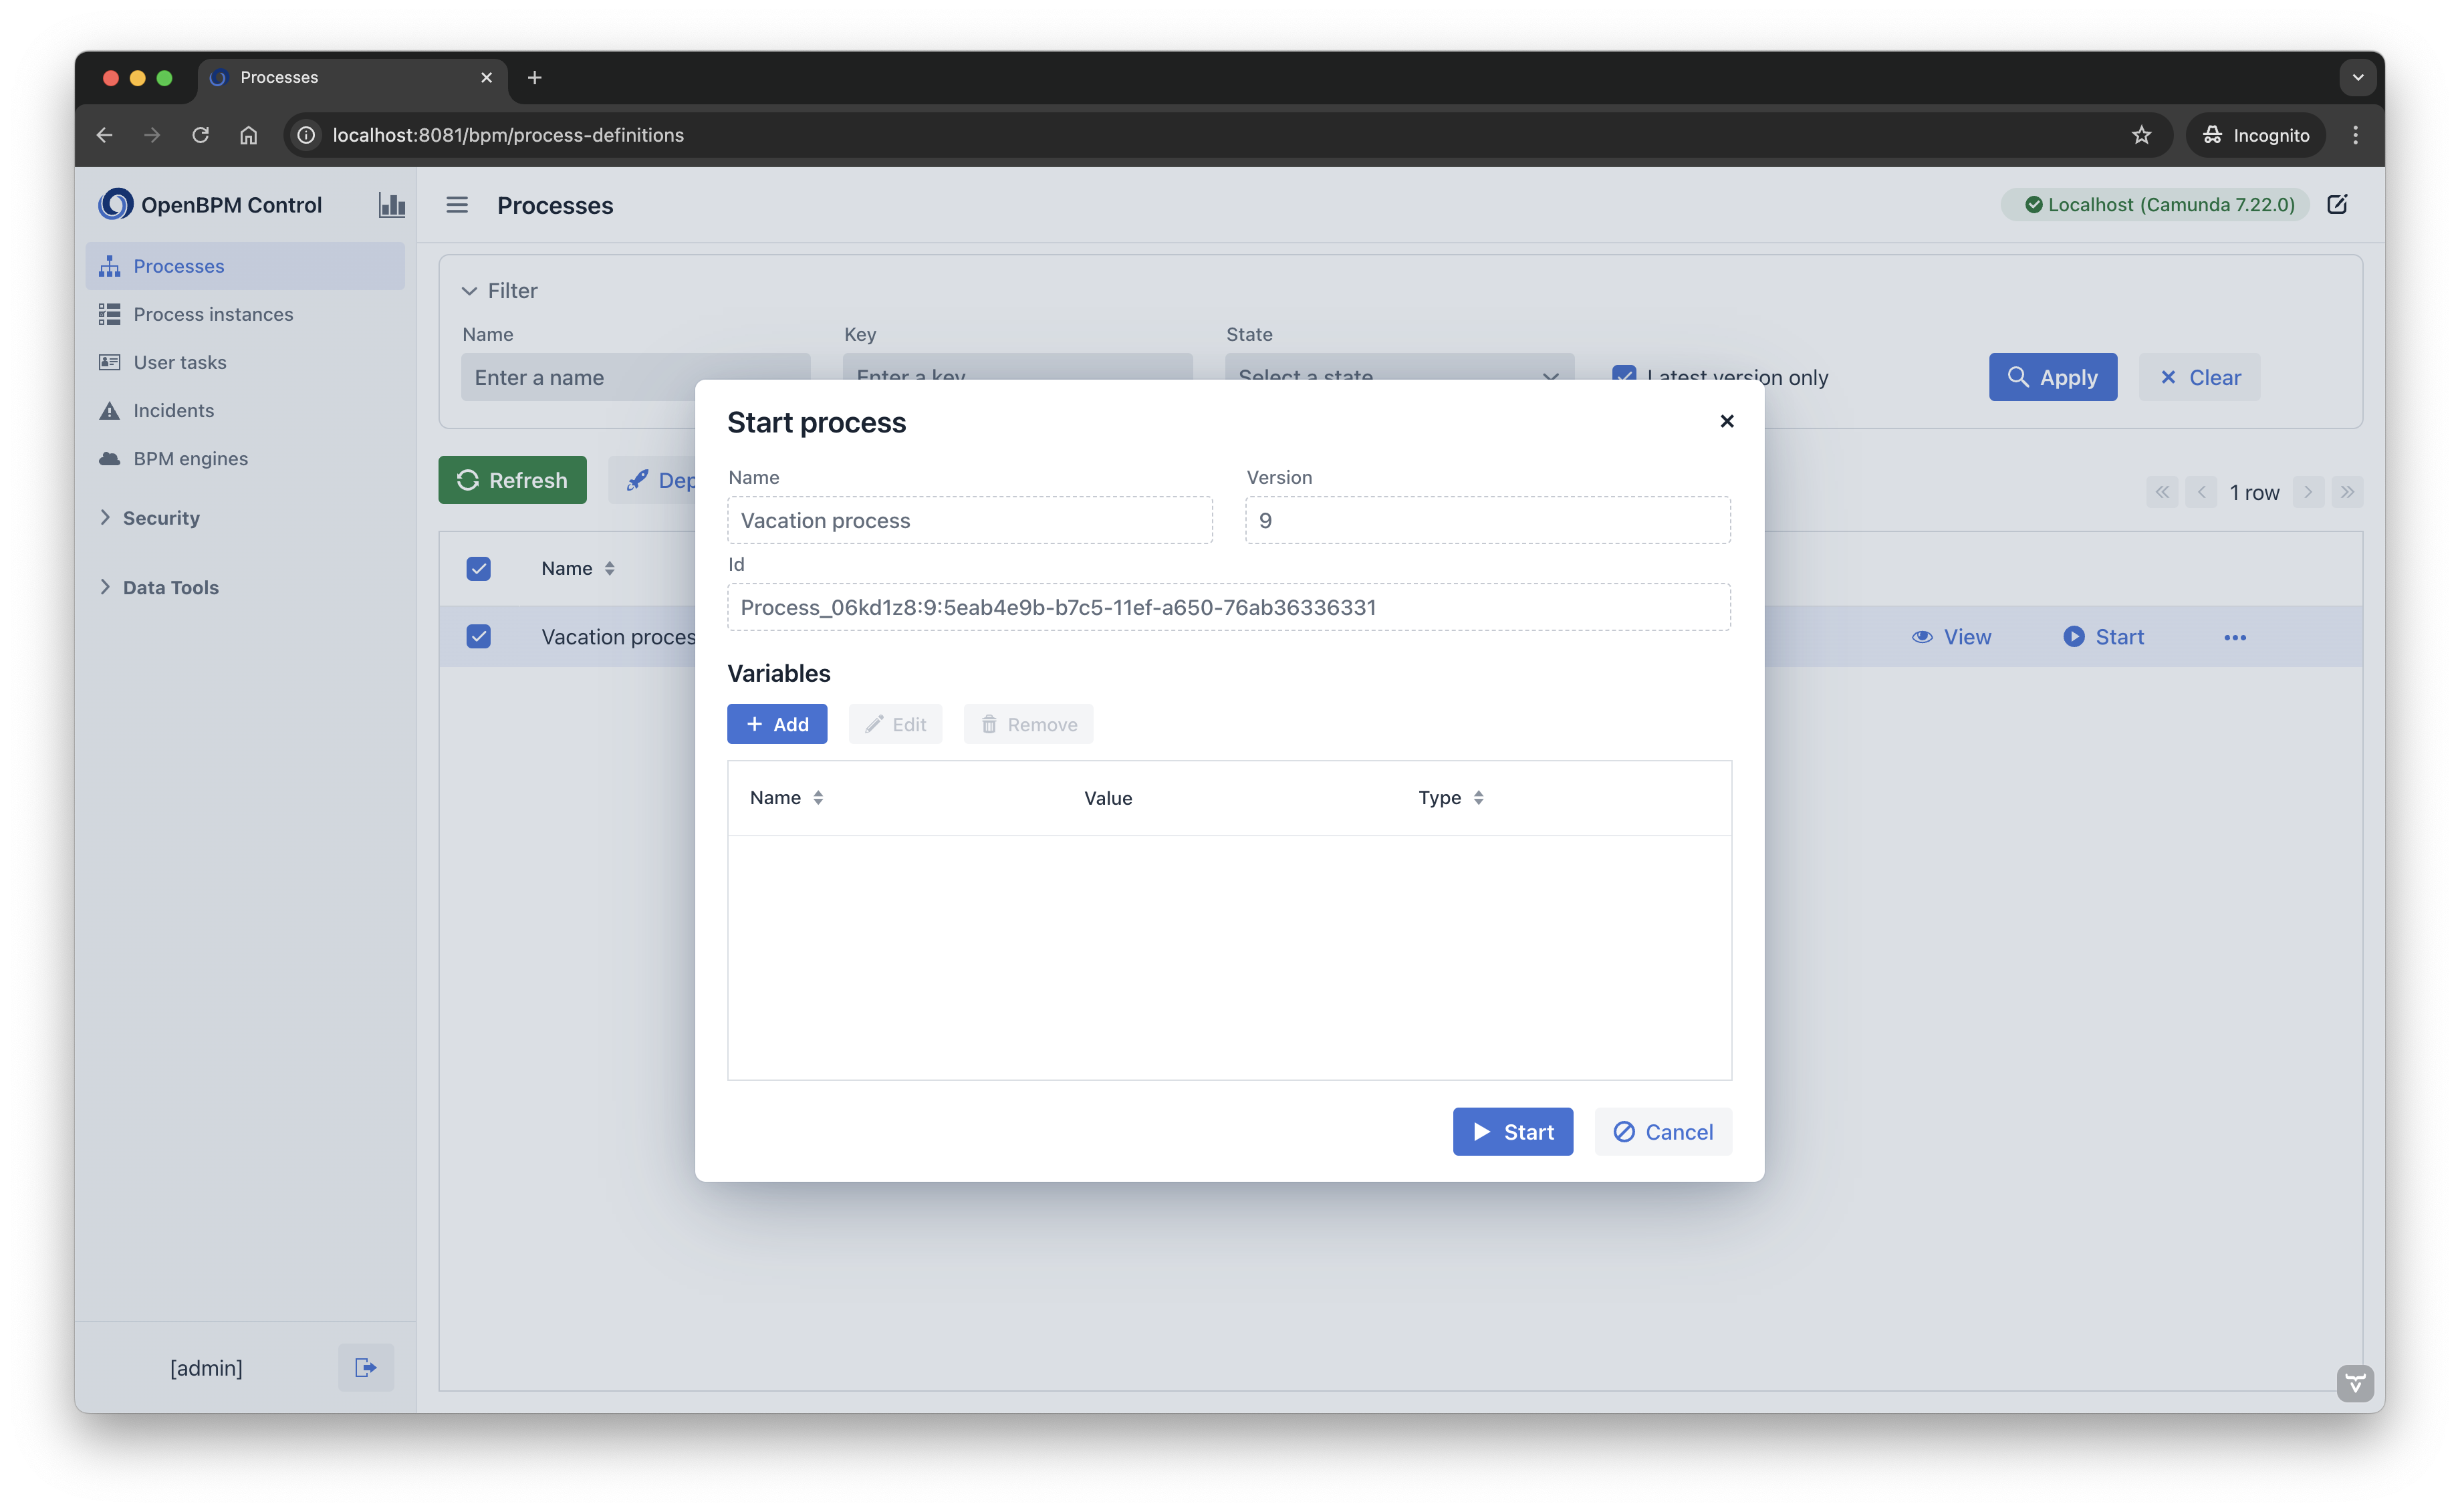 Processes
localhost:8081/bpm/process-definitions
Incognito
OpenBPM Control
Processes
Localhost (Camunda 7.22.0)
Processes
Process instances
User tasks
Incidents
BPM engines
Security
Data Tools
[admin]
Filter
Name
Key
State
Enter a name
Enter a key
Select a state
Latest version only
Apply
Clear
Refresh
Dep
1 row
Name
Vacation proces
View
Start
Start process
Name
Version
Vacation process
9
Id
Process_06kd1z8:9:5eab4e9b-b7c5-11ef-a650-76ab36336331
Variables
Add
Edit
Remove
Name
Value
Type
Start
Cancel